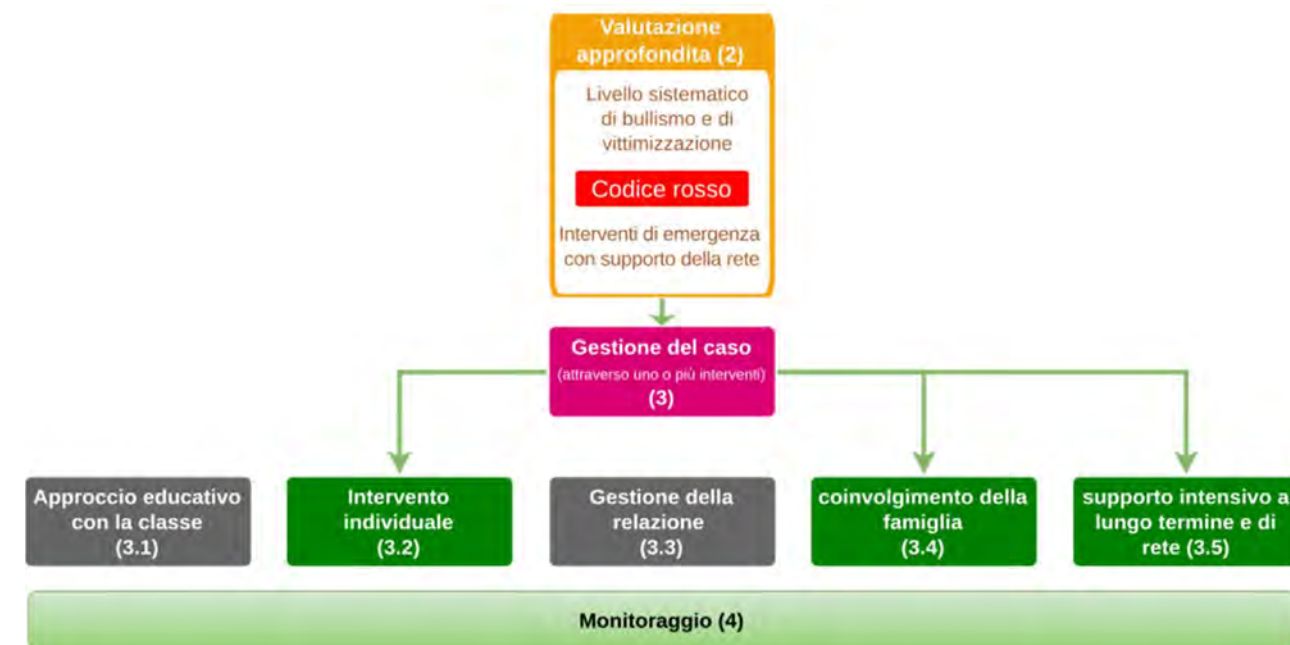 Valutazione
approfondita (2)
Livello sistematico
di bullismo e di
vittimizzazione
Codice rosso
Interventi di emergenza
con supporto della rete
Gestione del caso
(attraverso uno o più interventi)
(3)
Approccio educativo
con la classe
(3.1)
Intervento
individuale
(3.2)
Gestione della
relazione
(3.3)
coinvolgimento della
famiglia
(3.4)
supporto intensivo a
lungo termine e di
rete (3.5)
Monitoraggio (4)